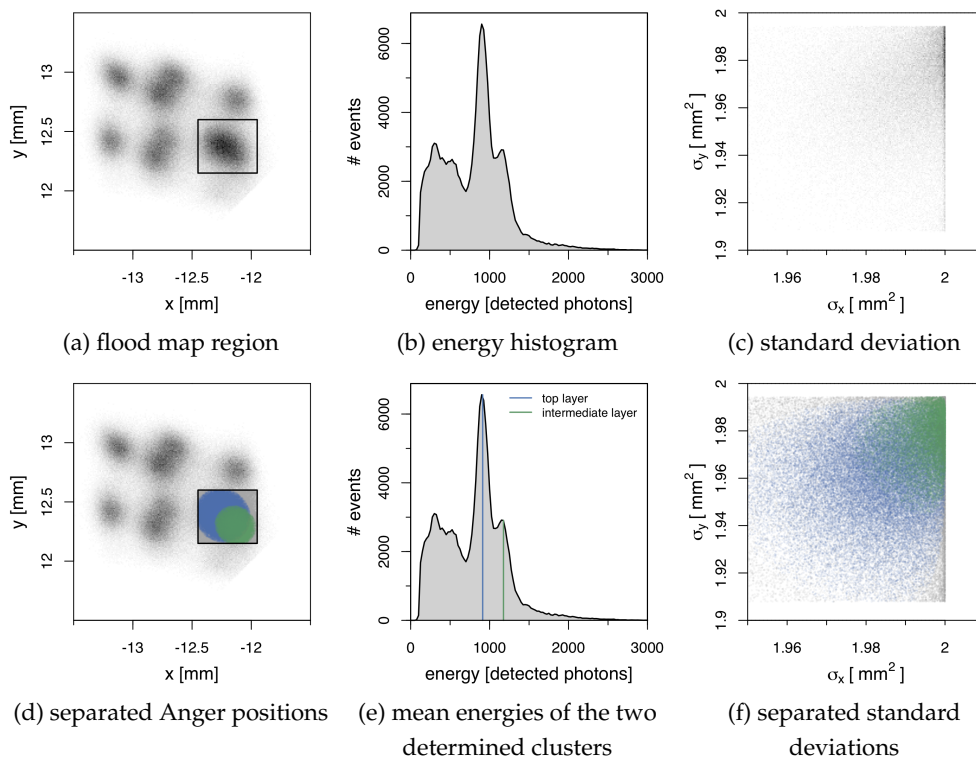 y [mm]
13
12.5
12
-13
-12.5
-12
x [mm]
(a) flood map region
# events
6000
4000
2000
0
0
1000
2000
3000
energy [detected photons]
(b) energy histogram
σy [ mm² ]
2
1.98
1.96
1.94
1.92
1.9
1.96
1.98
2
σx [ mm² ]
(c) standard deviation
y [mm]
13
12.5
12
-13
-12.5
-12
x [mm]
(d) separated Anger positions
# events
6000
4000
2000
0
top layer
intermediate layer
0
1000
2000
3000
energy [detected photons]
(e) mean energies of the two
determined clusters
σy [ mm² ]
2
1.98
1.96
1.94
1.92
1.9
1.96
1.98
2
σx [ mm² ]
(f) separated standard
deviations